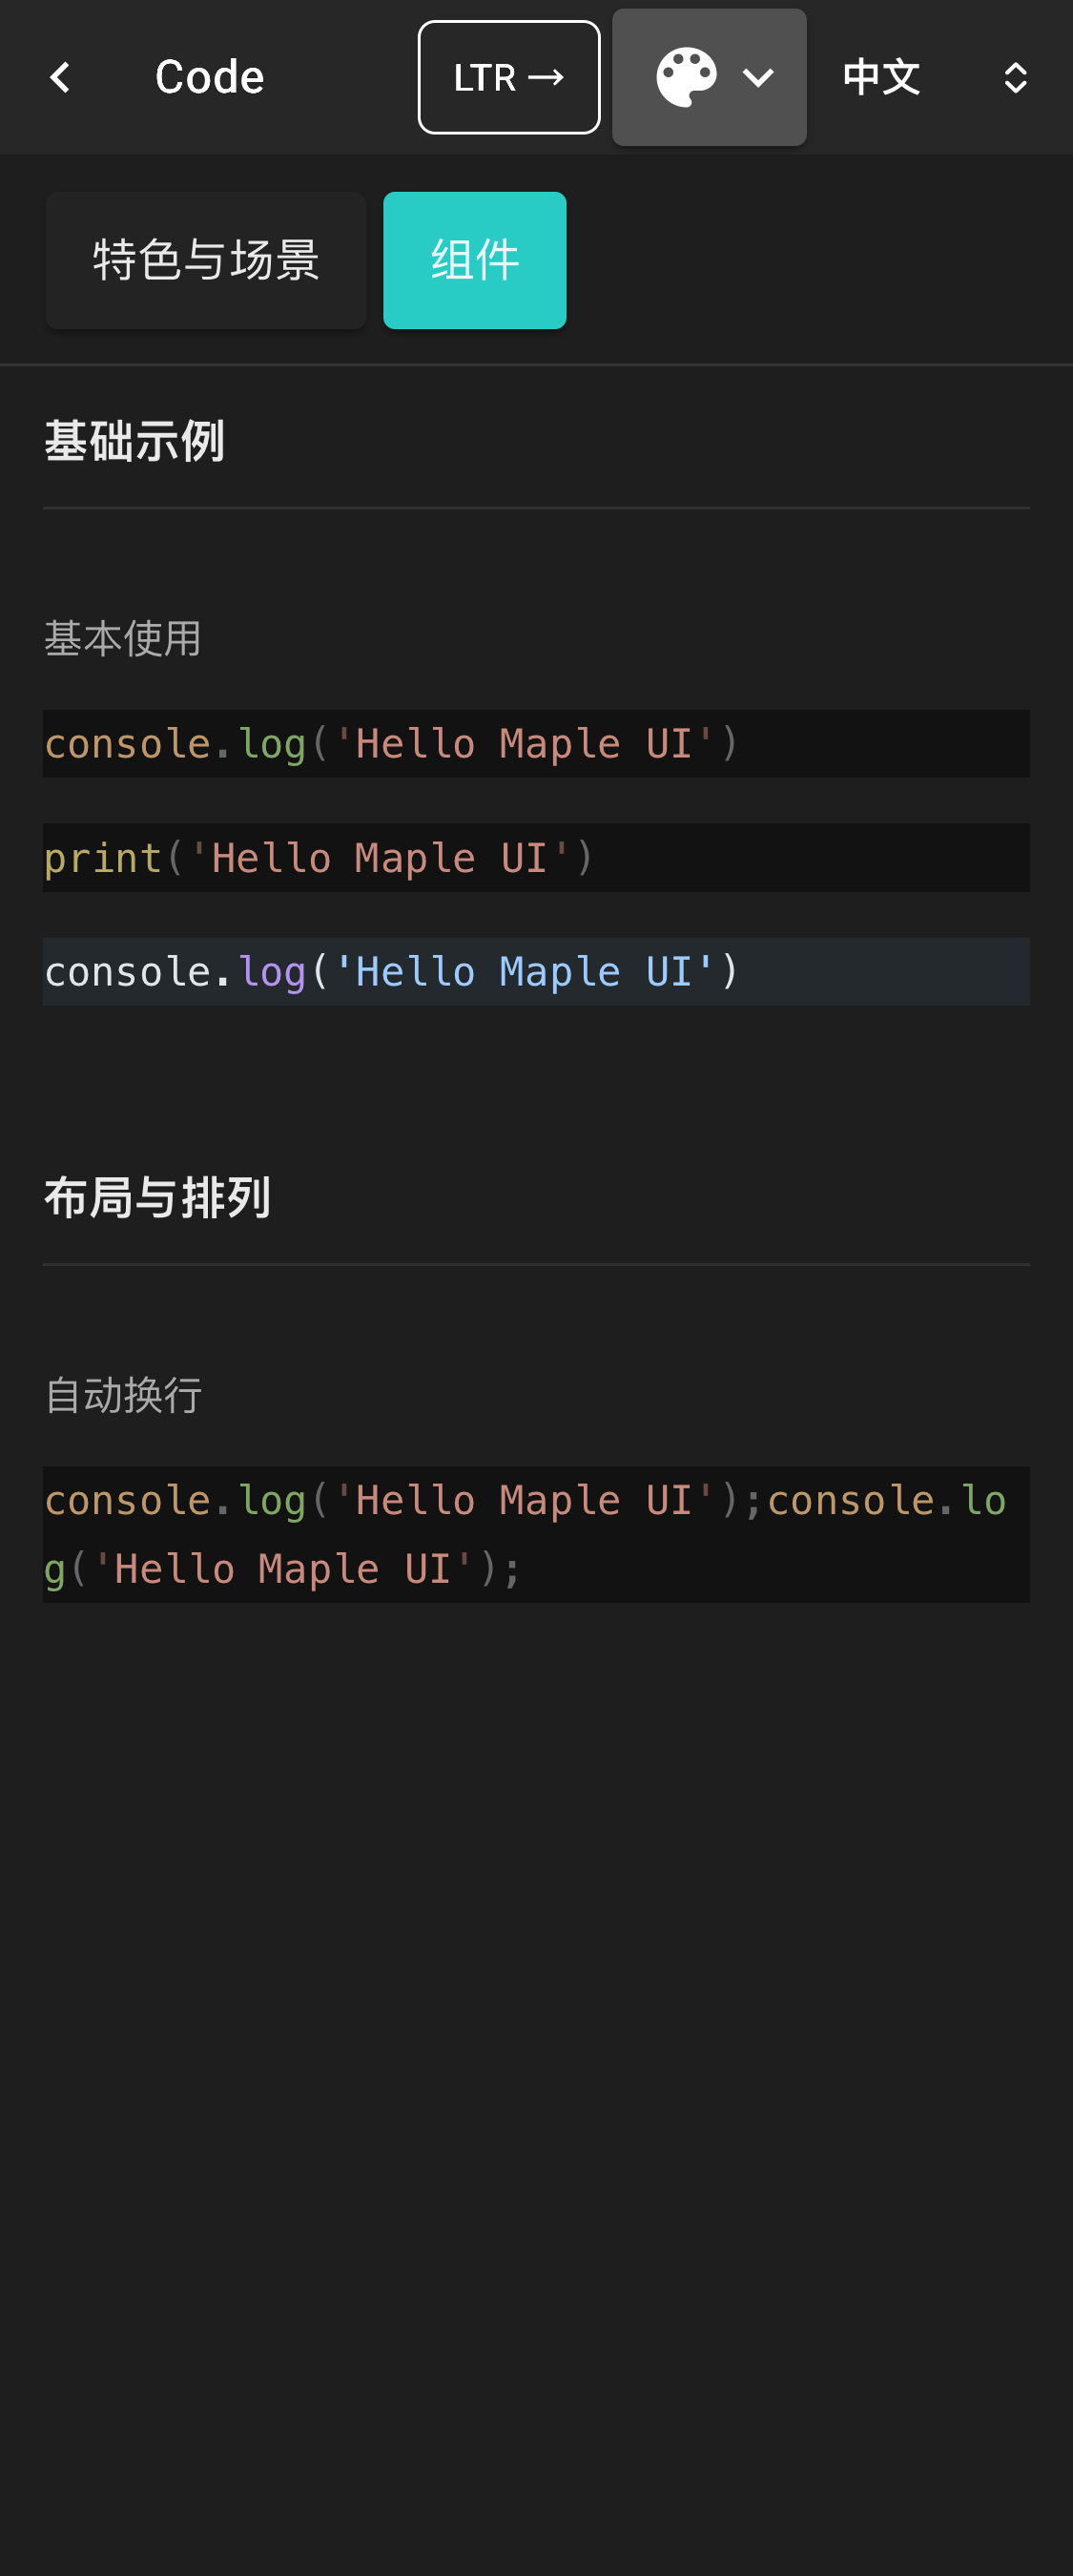 Code
LTR →
中文
特色与场景
组件
基础示例
基本使用
console.log('Hello Maple UI')
print('Hello Maple UI')
console.log('Hello Maple UI')
布局与排列
自动换行
console.log('Hello Maple UI');console.lo
g('Hello Maple UI');